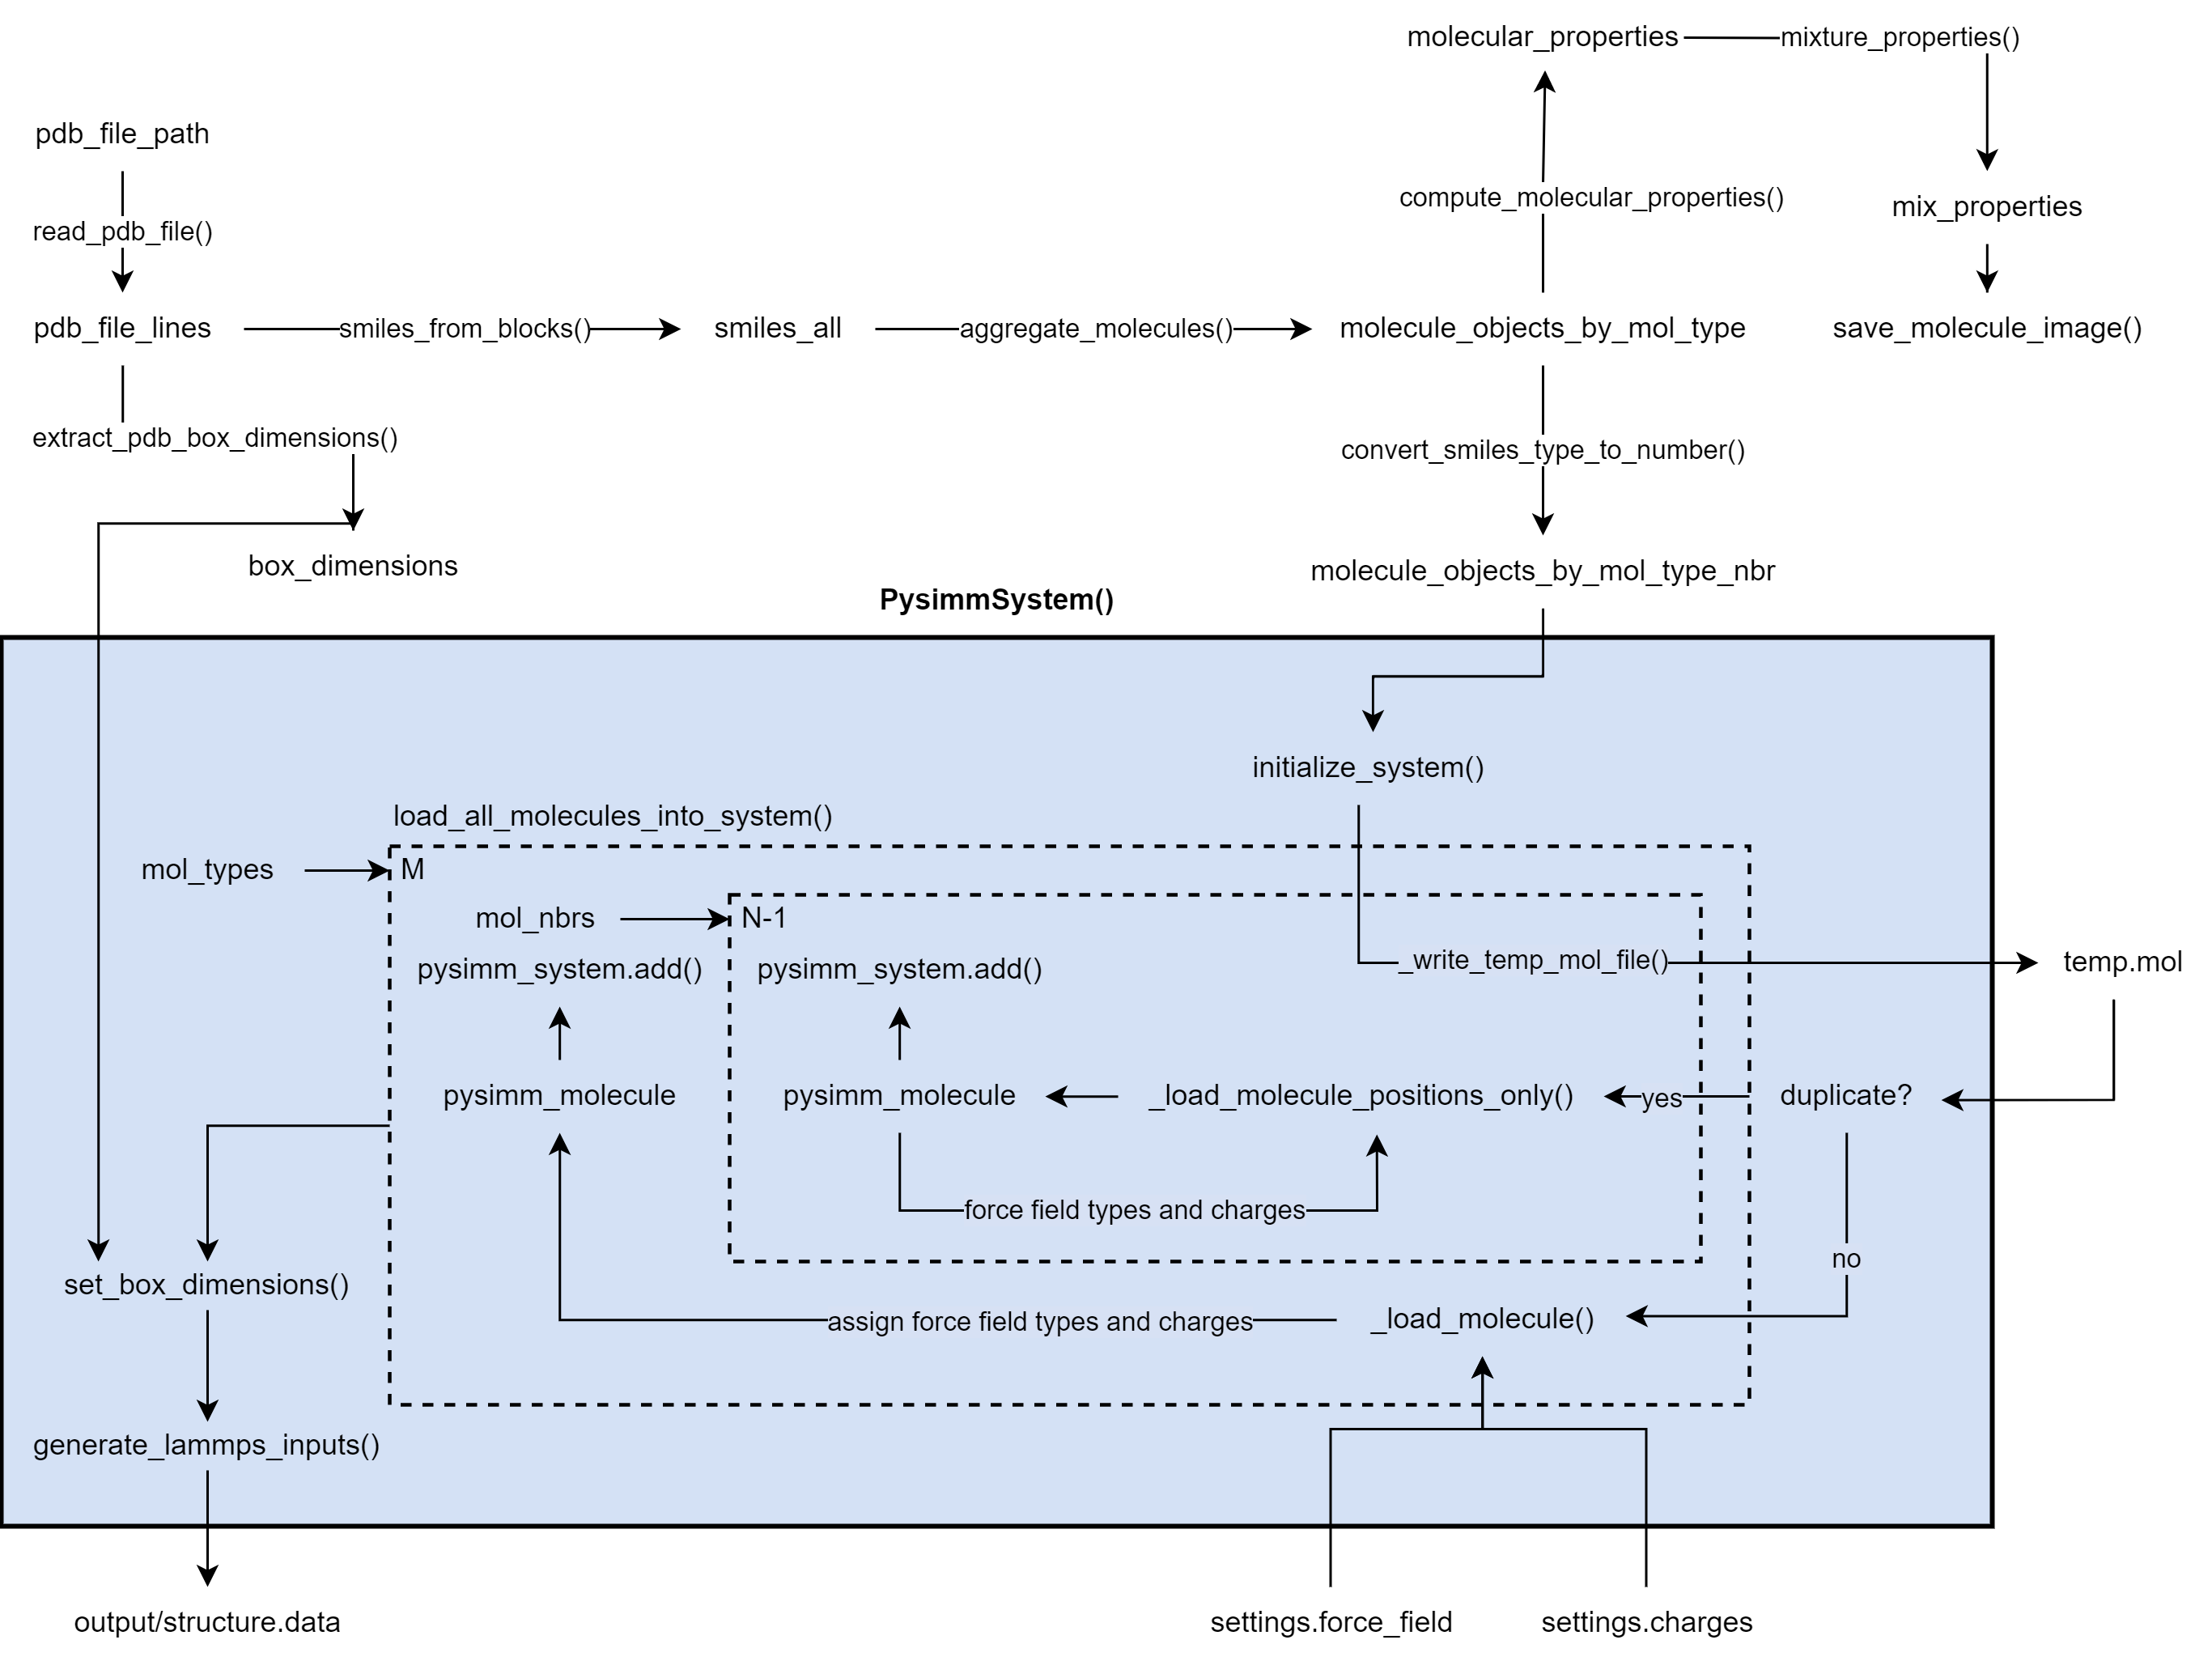 molecular_properties
mixture_properties()
pdb_file_path
compute_molecular_properties()
mix_properties
read_pdb_file()
pdb_file_lines
smiles_from_blocks()
smiles_all
aggregate_molecules()
molecule_objects_by_mol_type
save_molecule_image()
extract_pdb_box_dimensions()
convert_smiles_type_to_number()
box_dimensions
molecule_objects_by_mol_type_nbr
PysimmSystem()
initialize_system()
load_all_molecules_into_system()
mol_types
M
mol_nbrs
N-1
pysimm_system.add()
pysimm_system.add()
_write_temp_mol_file()
temp.mol
pysimm_molecule
pysimm_molecule
_load_molecule_positions_only()
yes
duplicate?
force field types and charges
no
set_box_dimensions()
assign force field types and charges
_load_molecule()
generate_lammps_inputs()
output/structure.data
settings.force_field
settings.charges